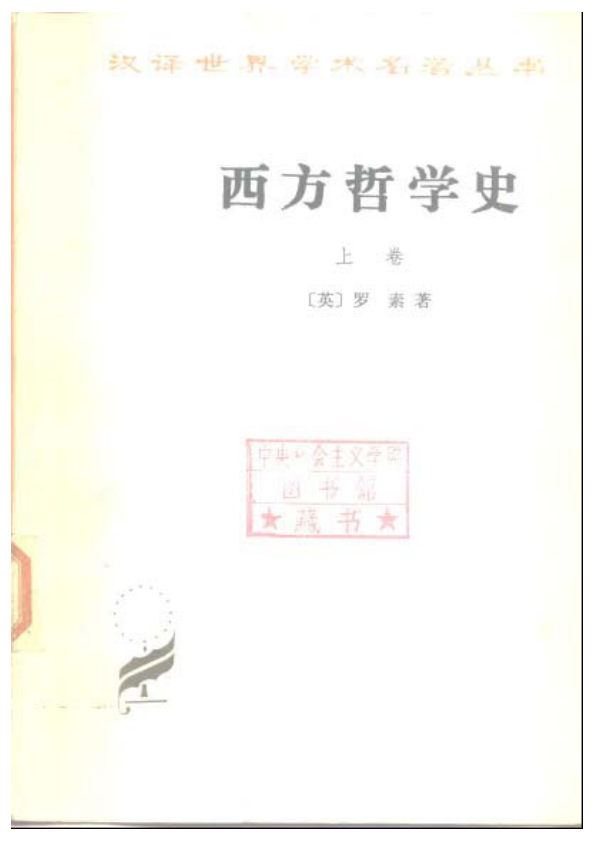 汉译世界学术名著丛书
西方哲学史
上 卷
〔英〕罗 素 著
中央社会主义学院
图书馆
★ 藏 书 ★